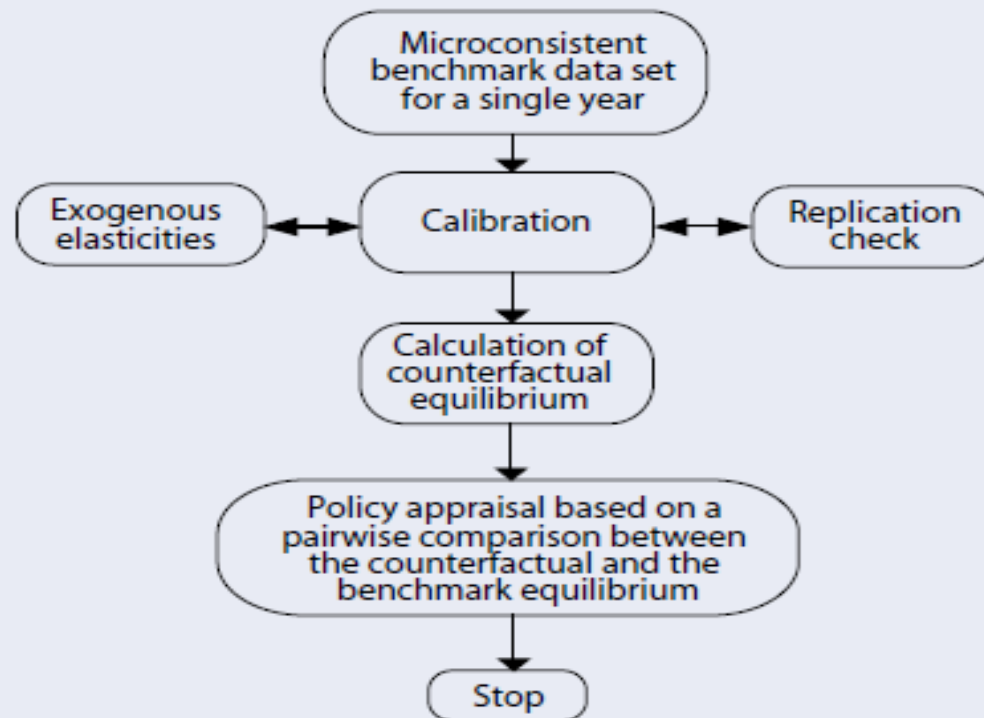 Microconsistent
benchmark data set
for a single year
Exogenous
elasticities
Calibration
Replication
check
Calculation of
counterfactual
equilibrium
Policy appraisal based on a
pairwise comparison between
the counterfactual and the
benchmark equilibrium
Stop